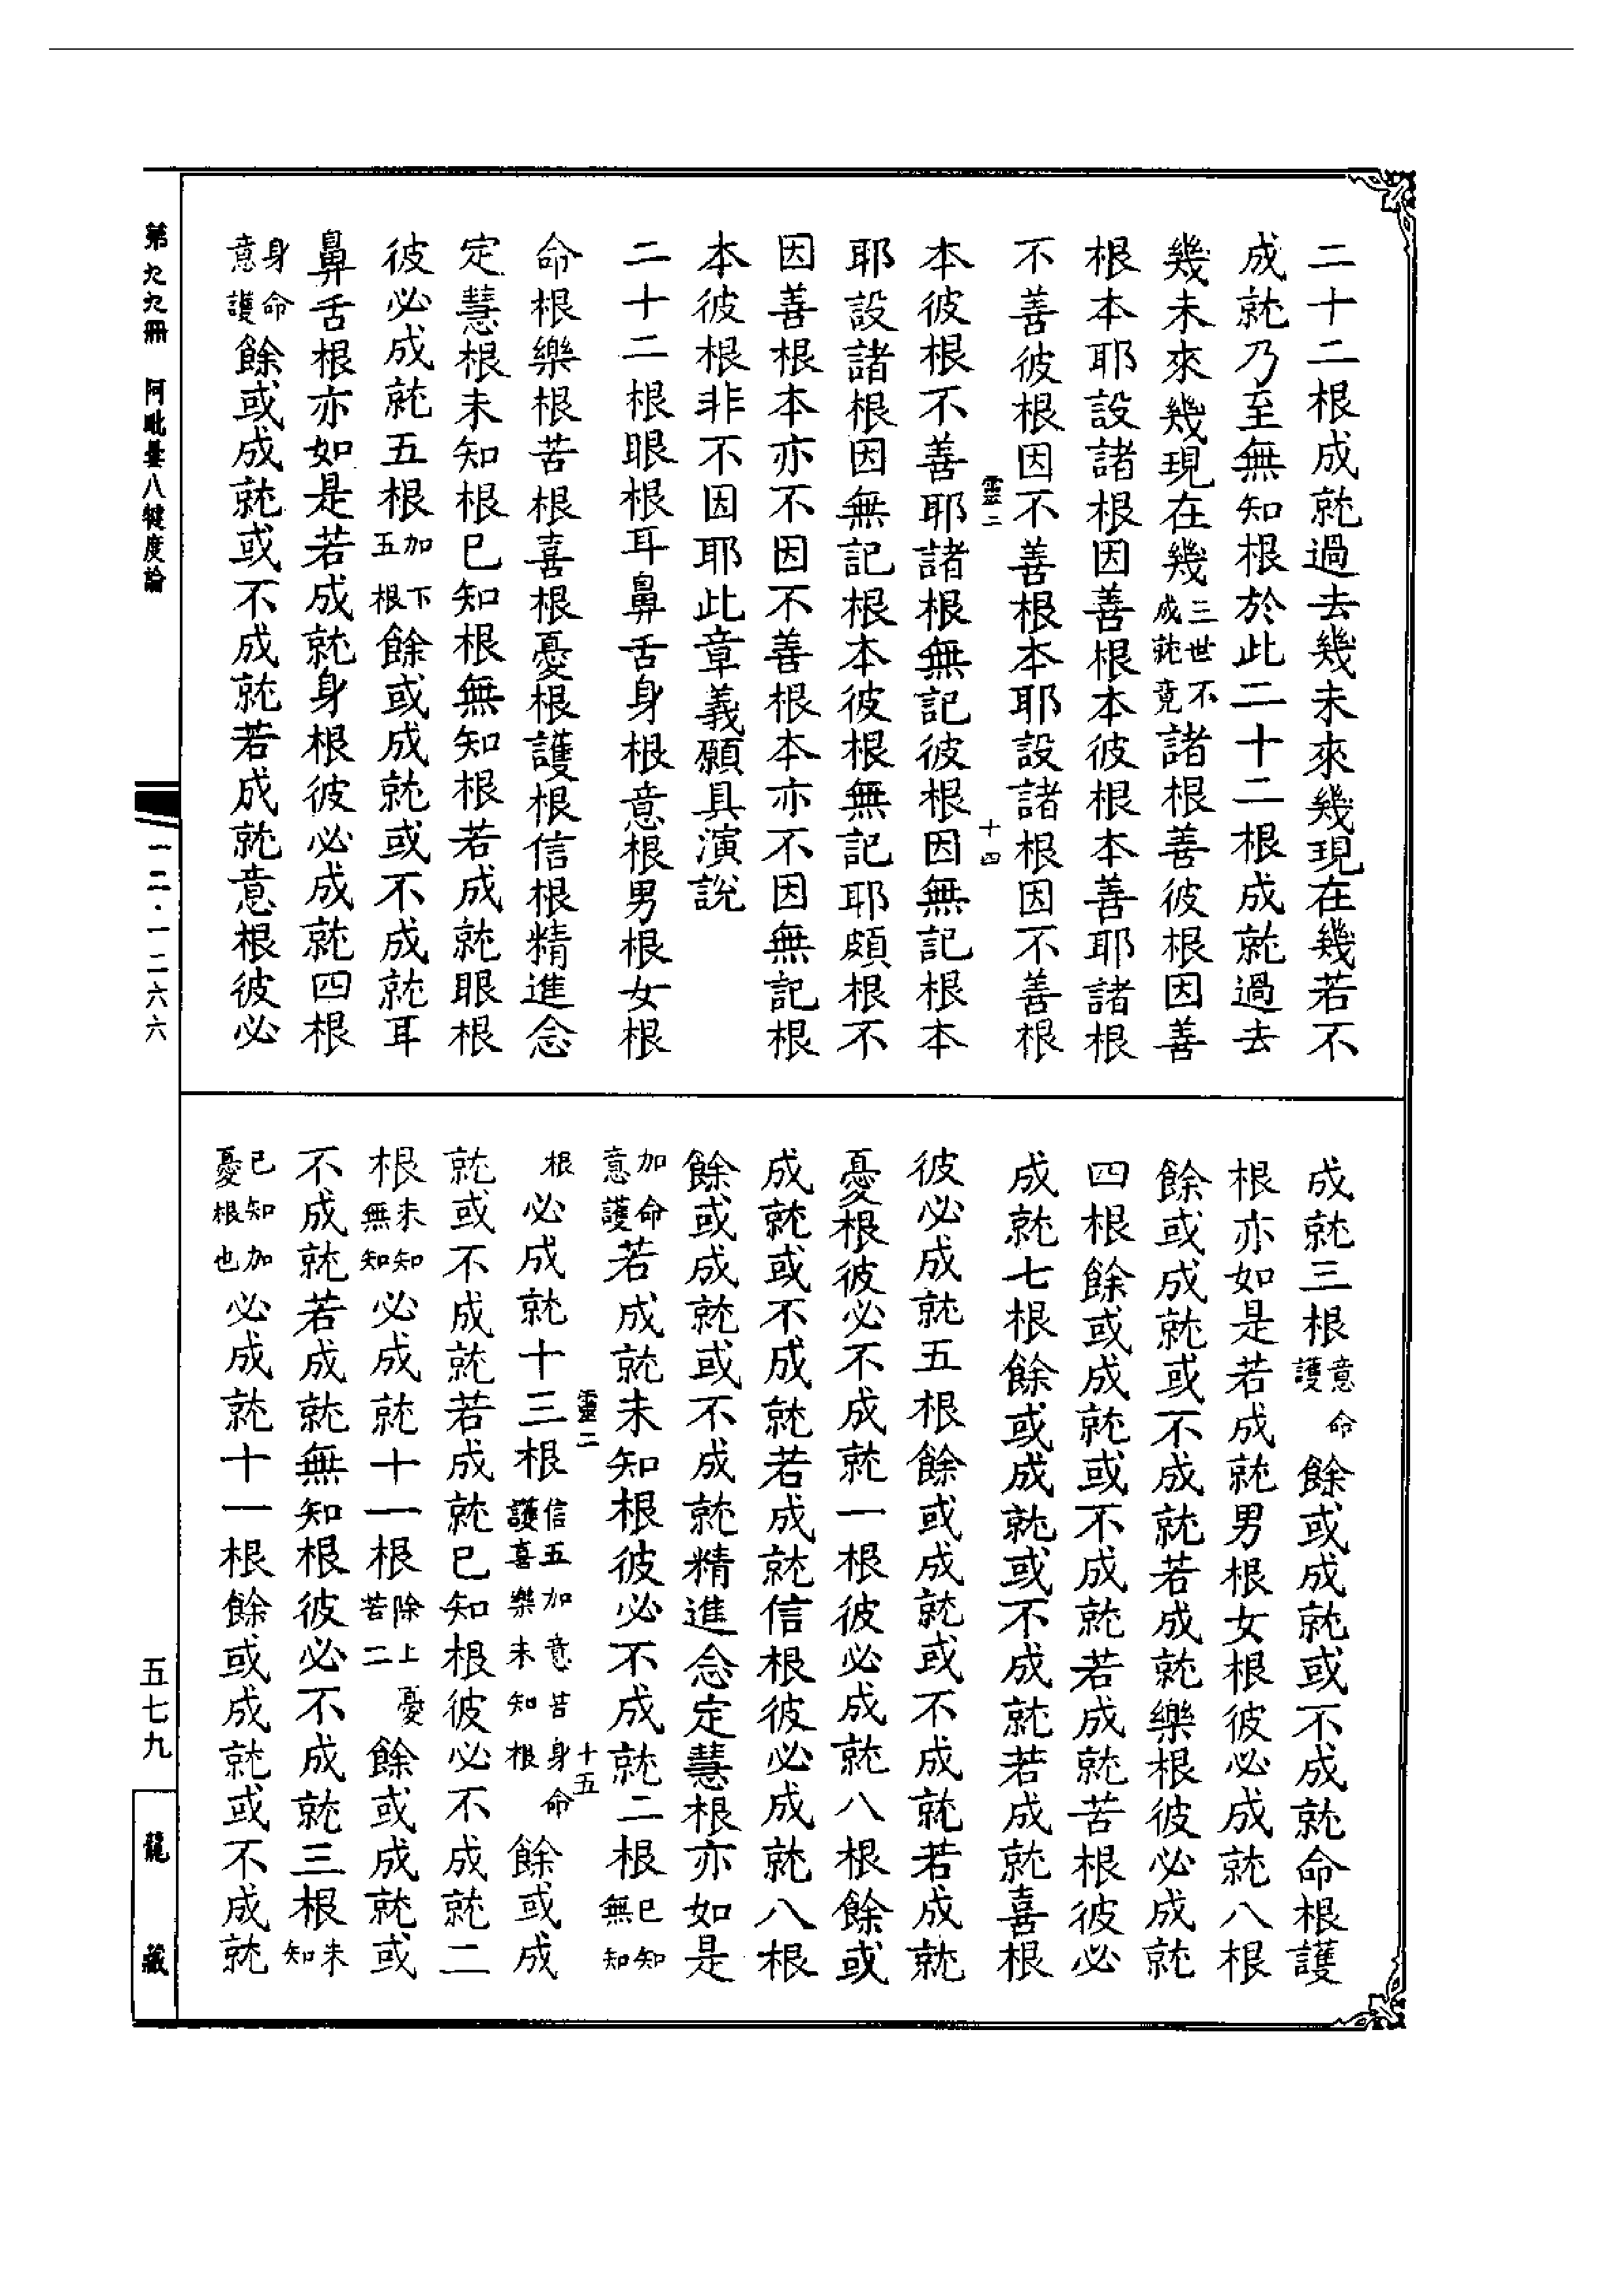 二十二根成就過去幾未來幾現在幾若不
成就乃至無知根於此二十二根成就過去
幾未來幾現在幾三世不成就竟諸根善彼根因善
根本耶設諸根因善根本彼根本善耶諸根
不善彼根因不善根本耶設諸根因不善根
靈二 十四
本彼根不善耶諸根無記彼根因無記根本
耶設諸根因無記根本彼根無記耶頗根不
因善根本亦不因不善根本亦不因無記根
本彼根非不因耶此章義願具演說
二十二根眼根耳鼻舌身根意根男根女根
命根樂根苦根喜根憂根護根信根精進念
定慧根未知根已知根無知根若成就眼根
彼必成就五根加下五根餘或成就或不成就耳
鼻舌根亦如是若成就身根彼必成就四根
身命意護餘或成就或不成就若成就意根彼必
成就三根意命護餘或成就或不成就命根護
根亦如是若成就男根女根彼必成就八根
餘或成就或不成就若成就樂根彼必成就
四根餘或成就或不成就若成就苦根彼必
成就七根餘或成就或不成就若成就喜根
彼必成就五根餘或成就或不成就若成就
憂根彼必不成就一根彼必成就八根餘或
成就或不成就若成就信根彼必成就八根
餘或成就或不成就精進念定慧根亦如是
加命意護若成就未知根彼必不成就二根已知無知
靈二 十五
根必成就十三根信五加意苦身命護喜樂未知根餘或成
就或不成就若成就已知根彼必不成就二
根未知無知必成就十一根除上憂苦二餘或成就或
不成就若成就無知根彼必不成就三根未知
已知加憂根也必成就十一根餘或成就或不成就
第九九冊 阿毗曇八犍度論
一二·一二六六
五七九
龍藏